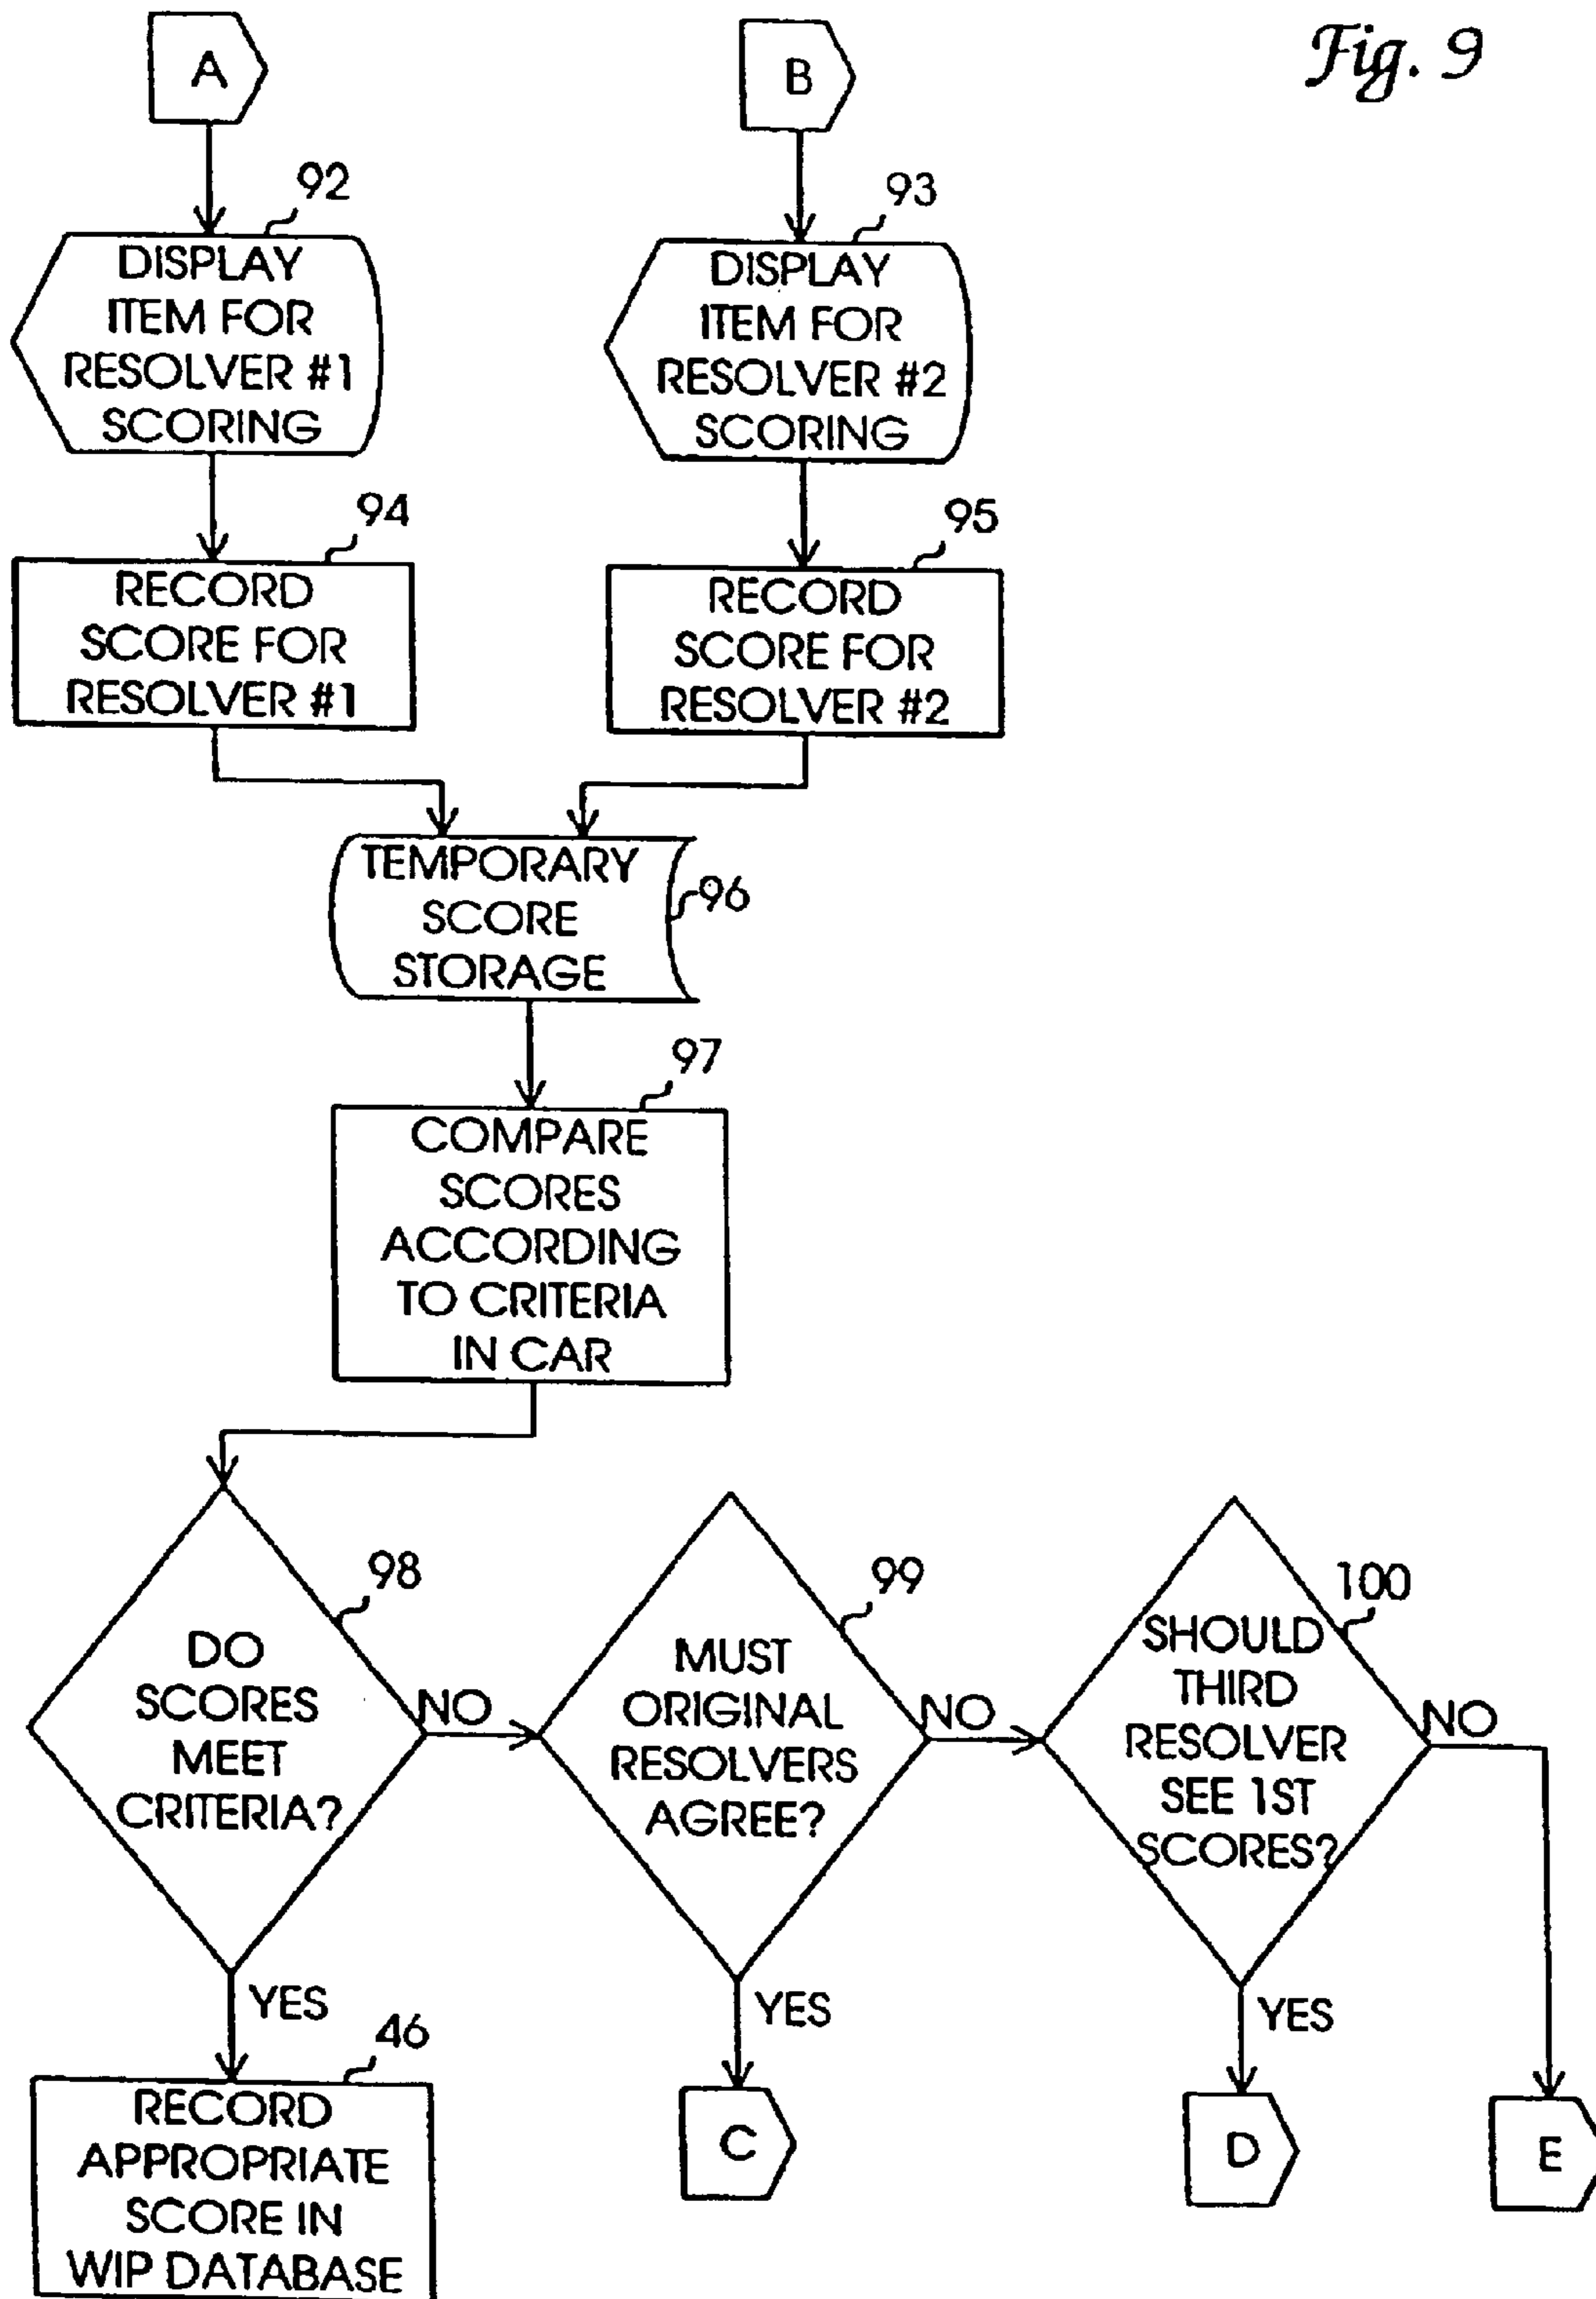 Fig. 9
A
B
92
DISPLAY
ITEM FOR
RESOLVER #1
SCORING
93
DISPLAY
ITEM FOR
RESOLVER #2
SCORING
94
RECORD
SCORE FOR
RESOLVER #1
95
RECORD
SCORE FOR
RESOLVER #2
TEMPORARY
SCORE
STORAGE
96
97
COMPARE
SCORES
ACCORDING
TO CRITERIA
IN CAR
98
DO
SCORES
MEET
CRITERIA?
NO
99
MUST
ORIGINAL
RESOLVERS
AGREE?
NO
100
SHOULD
THIRD
RESOLVER
SEE 1ST
SCORES?
NO
YES
YES
YES
46
RECORD
APPROPRIATE
SCORE IN
WIP DATABASE
C
D
E